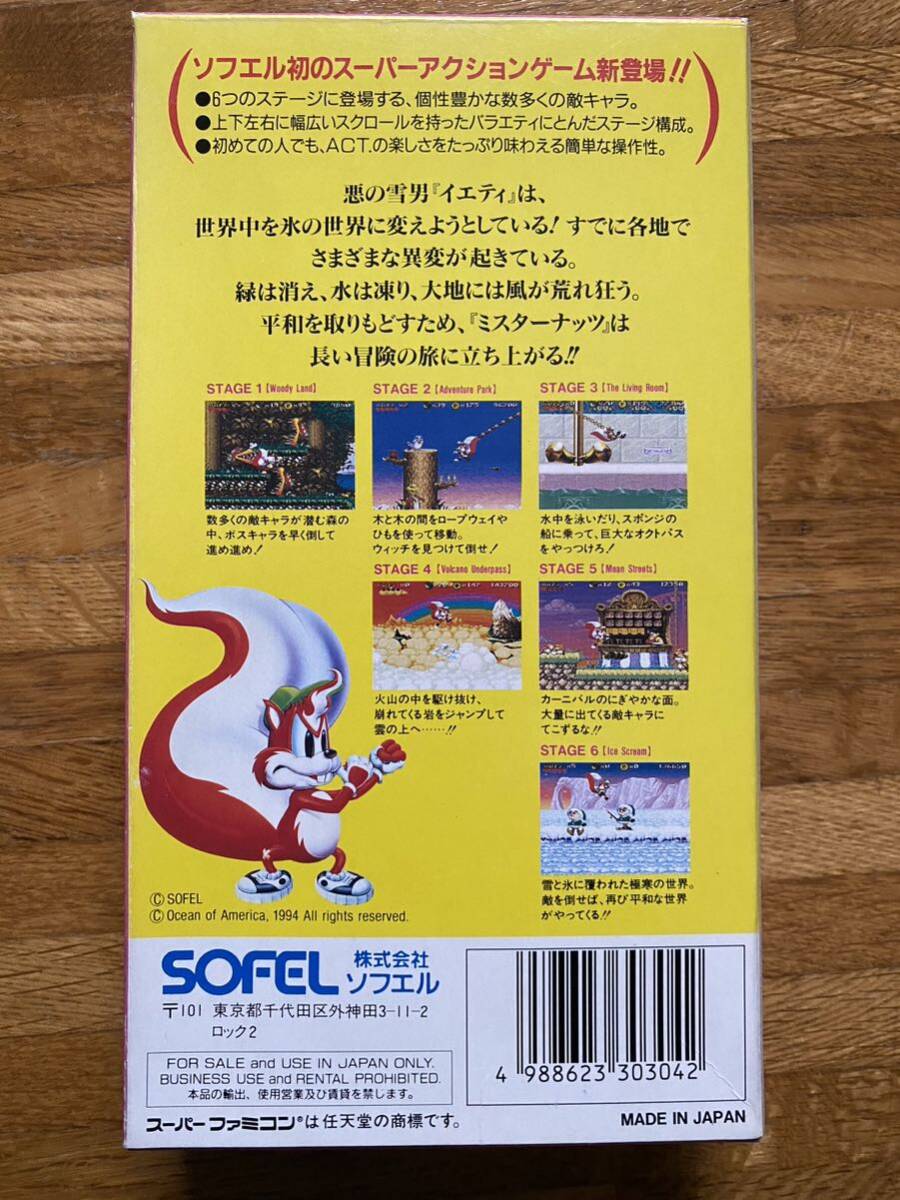 ソフエル初のスーパーアクションゲーム新登場!!
●6つのステージに登場する、個性豊かな数多くの敵キャラ。
●上下左右に幅広いスクロールを持ったバラエティにとんだステージ構成。
●初めての人でも、ACT.の楽しさをたっぷり味わえる簡単な操作性。
悪の雪男『イエティ』は、
世界中を氷の世界に変えようとしている! すでに各地で
さまざまな異変が起きている。
緑は消え、水は凍り、大地には風が荒れ狂う。
平和を取りもどすため、『ミスターナッツ』は
長い冒険の旅に立ち上がる!!
STAGE 1 [Woody Land]
数多くの敵キャラが潜む森の
中、ボスキャラを早く倒して
進め進め!
STAGE 2 [Adventure Park]
木と木の間をロープウェイや
ひもを使って移動。
ウィッチを見つけて倒せ!
STAGE 3 [The Living Room]
水中を泳いだり、スポンジの
船に乗って、巨大なオクトパス
をやっつけろ!
STAGE 4 [Volcano Underpass]
火山の中を駆け抜け、
崩れてくる岩をジャンプして
雲の上へ……!!
STAGE 5 [Mean Streets]
カーニバルのにぎやかな面。
大量に出てくる敵キャラに
てこずるな!!
STAGE 6 [Ice Scream]
雪と氷に覆われた極寒の世界。
敵を倒せば、再び平和な世界
がやってくる!!
© SOFEL
© Ocean of America, 1994 All rights reserved.
SOFEL 株式会社
ソフエル
〒101 東京都千代田区外神田3-11-2
ロック2
FOR SALE and USE IN JAPAN ONLY.
BUSINESS USE and RENTAL PROHIBITED.
本品の輸出、使用営業及び賃貸を禁じます。
スーパーファミコン®は任天堂の商標です。
4 988623 303042
MADE IN JAPAN